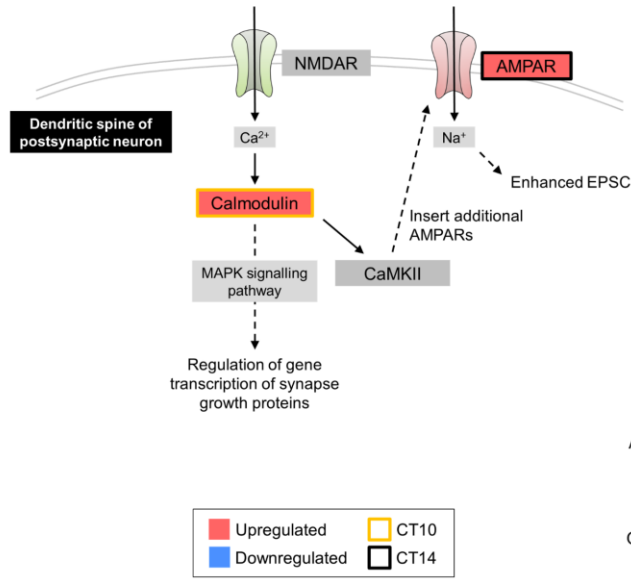 NMDAR
AMPAR
Dendritic spine of
postsynaptic neuron
Ca²⁺
Na⁺
Enhanced EPSC
Calmodulin
Insert additional
AMPARs
MAPK signalling
pathway
CaMKII
Regulation of gene
transcription of synapse
growth proteins
Upregulated
CT10
Downregulated
CT14